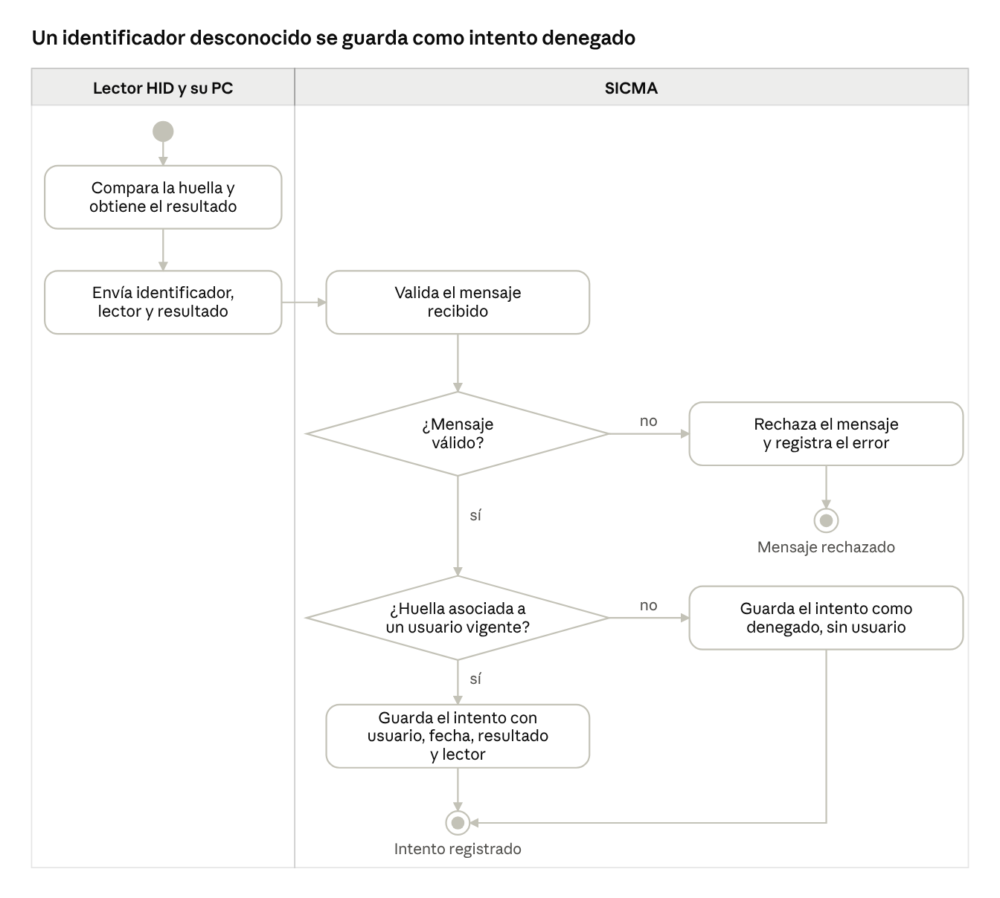 Un identificador desconocido se guarda como intento denegado
Lector HID y su PC
SICMA
Compara la huella y
obtiene el resultado
Envía identificador,
lector y resultado
Valida el mensaje
recibido
¿Mensaje
válido?
no
Rechaza el mensaje
y registra el error
sí
Mensaje rechazado
¿Huella asociada a
un usuario vigente?
no
Guarda el intento como
denegado, sin usuario
sí
Guarda el intento con
usuario, fecha, resultado
y lector
Intento registrado